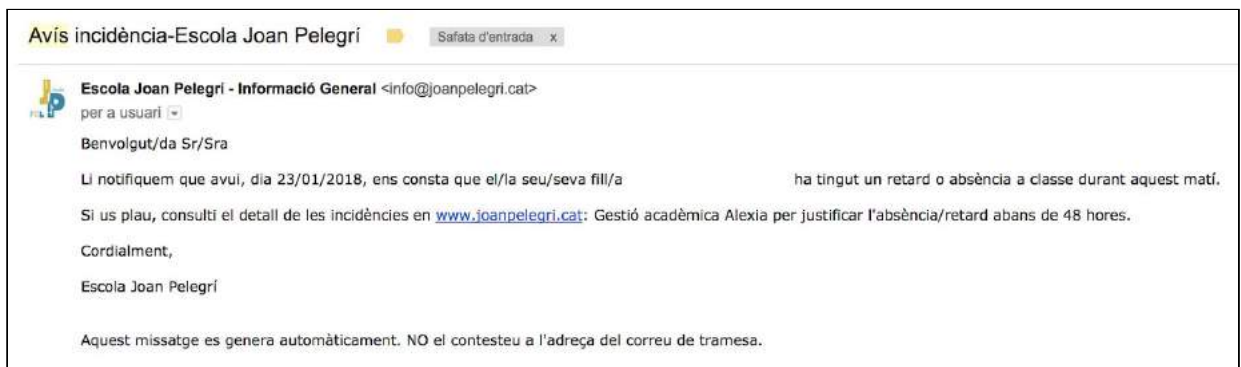 Avís incidència-Escola Joan Pelegrí Safata d'entrada x
Escola Joan Pelegrí - Informació General <info@joanpelegri.cat>
per a usuari
Benvolgut/da Sr/Sra
Li notifiquem que avui, dia 23/01/2018, ens consta que el/la seu/seva fill/a ha tingut un retard o absència a classe durant aquest matí.
Si us plau, consulti el detall de les incidències en www.joanpelegri.cat: Gestió acadèmica Alexia per justificar l'absència/retard abans de 48 hores.
Cordialment,
Escola Joan Pelegrí
Aquest missatge es genera automàticament. NO el contesteu a l'adreça del correu de tramesa.